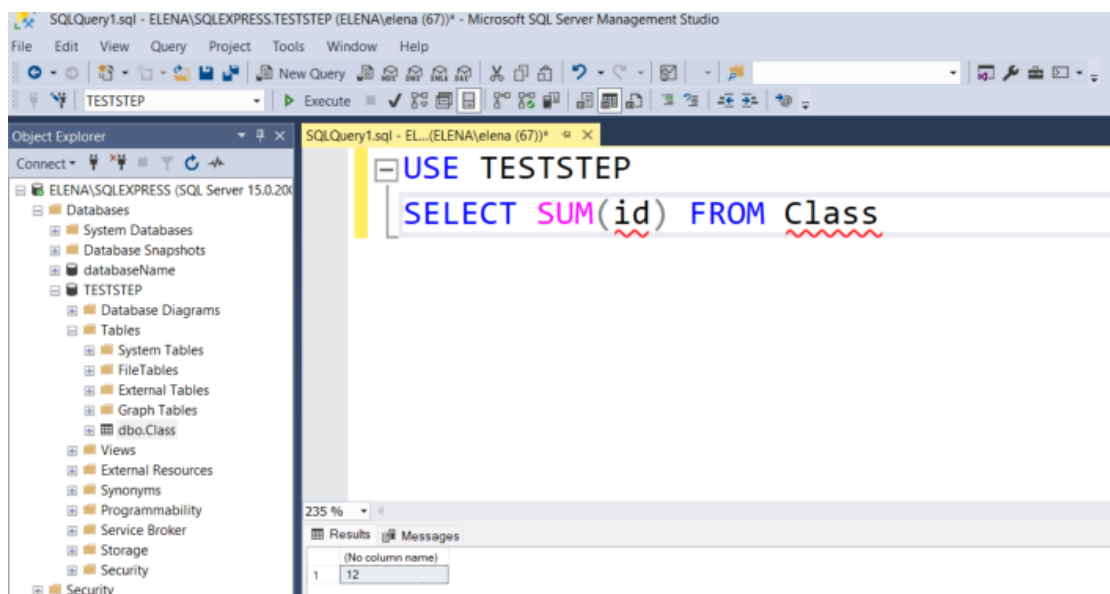 SQLQuery1.sql - ELENA\SQLEXPRESS.TESTSTEP (ELENA\elena (67))* - Microsoft SQL Server Management Studio
File Edit View Query Project Tools Window Help
New Query
TESTSTEP Execute
Object Explorer
SQLQuery1.sql - EL...(ELENA\elena (67))*
Connect
ELENA\SQLEXPRESS (SQL Server 15.0.200
Databases
System Databases
Database Snapshots
databaseName
TESTSTEP
Database Diagrams
Tables
System Tables
FileTables
External Tables
Graph Tables
dbo.Class
Views
External Resources
Synonyms
Programmability
Service Broker
Storage
Security
Security
USE TESTSTEP
SELECT SUM(id) FROM Class
235 %
Results Messages
(No column name)
1 12